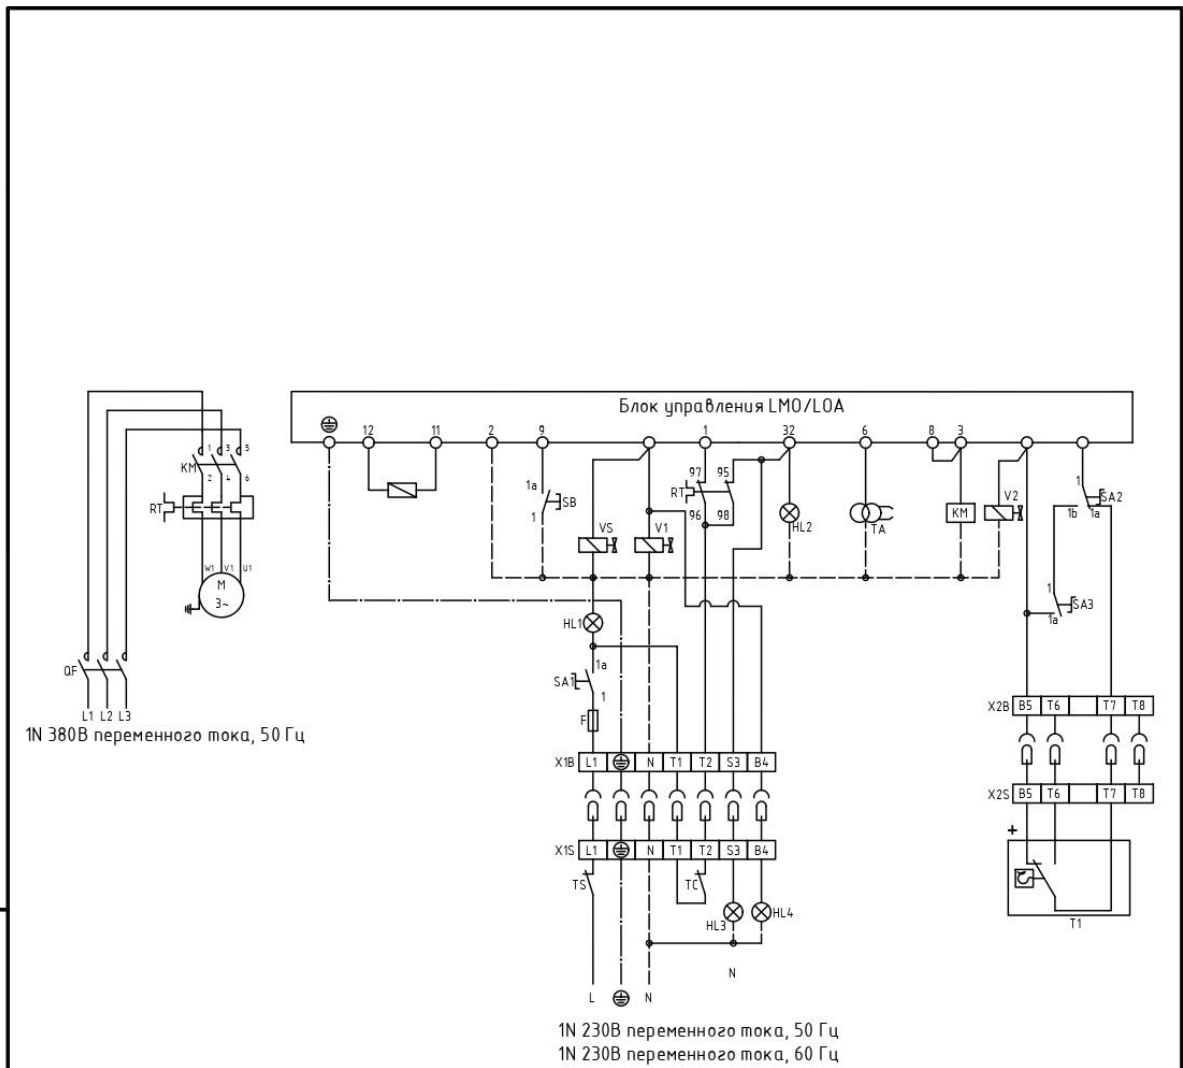 Блок управления LMO/LOA
12 11 2 9 1 32 6 8 3
1 3 5
KM
2 4 6
RT
W1 V1 U1
M
3~
QF
L1 L2 L3
1N 380В переменного тока, 50 Гц
1a
SB
1
VS
V1
97 95
RT
96 98
HL2
TA
KM
V2
1
SA2
1b 1a
1
SA3
1a
HL1
1a
SA1
1
F
X1B L1 N T1 T2 S3 B4
X1S L1 N T1 T2 S3 B4
TS
TC
HL3
HL4
N
L N
X2B B5 T6 T7 T8
X2S B5 T6 T7 T8
+
T1
1N 230В переменного тока, 50 Гц
1N 230В переменного тока, 60 Гц